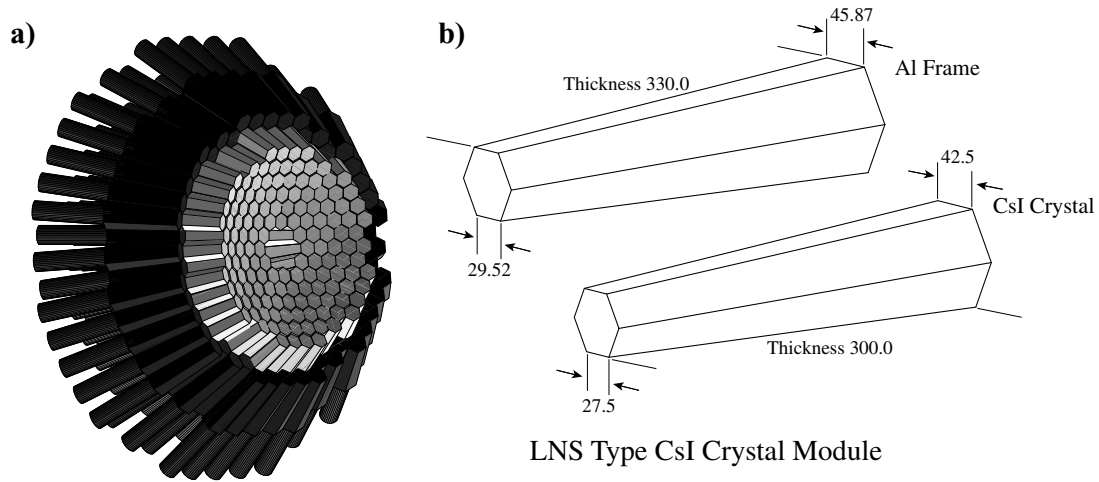 a)
b)
45.87
Al Frame
Thickness 330.0
42.5
CsI Crystal
29.52
Thickness 300.0
27.5
LNS Type CsI Crystal Module